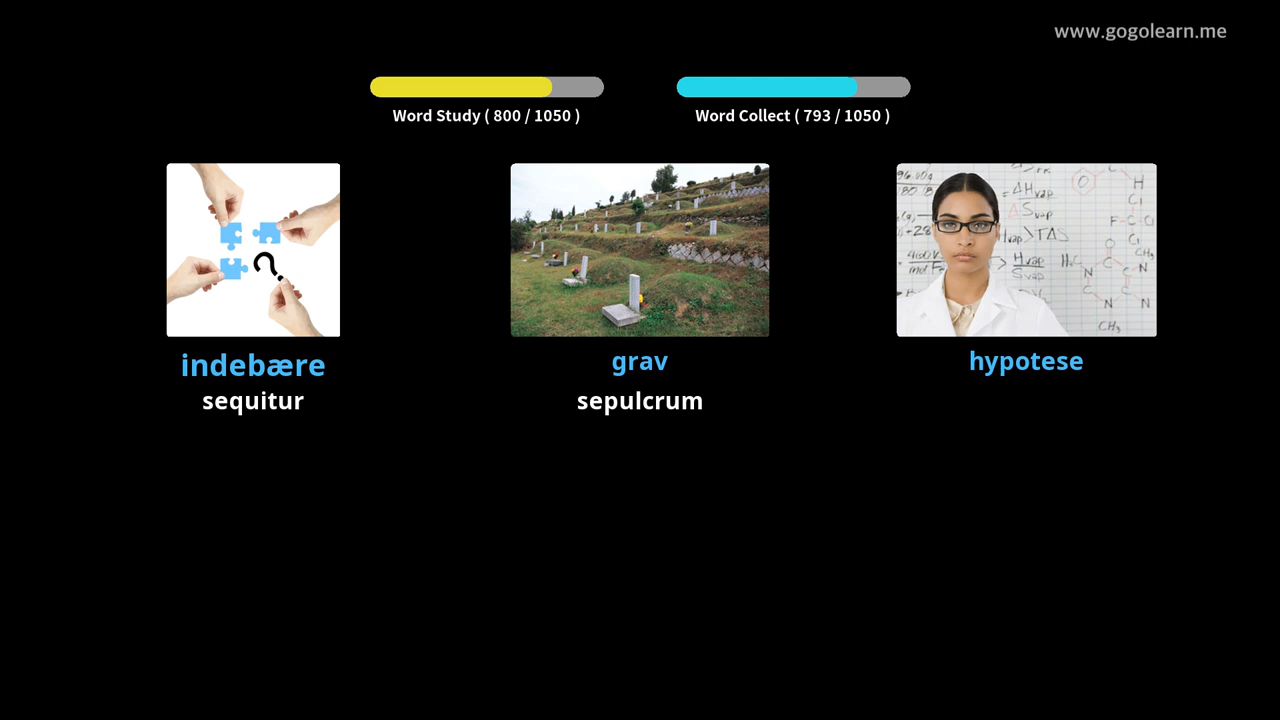 www.gogolearn.me
Word Study ( 800 / 1050 )
Word Collect ( 793 / 1050 )
indebære
grav
hypotese
sequitur
sepulcrum